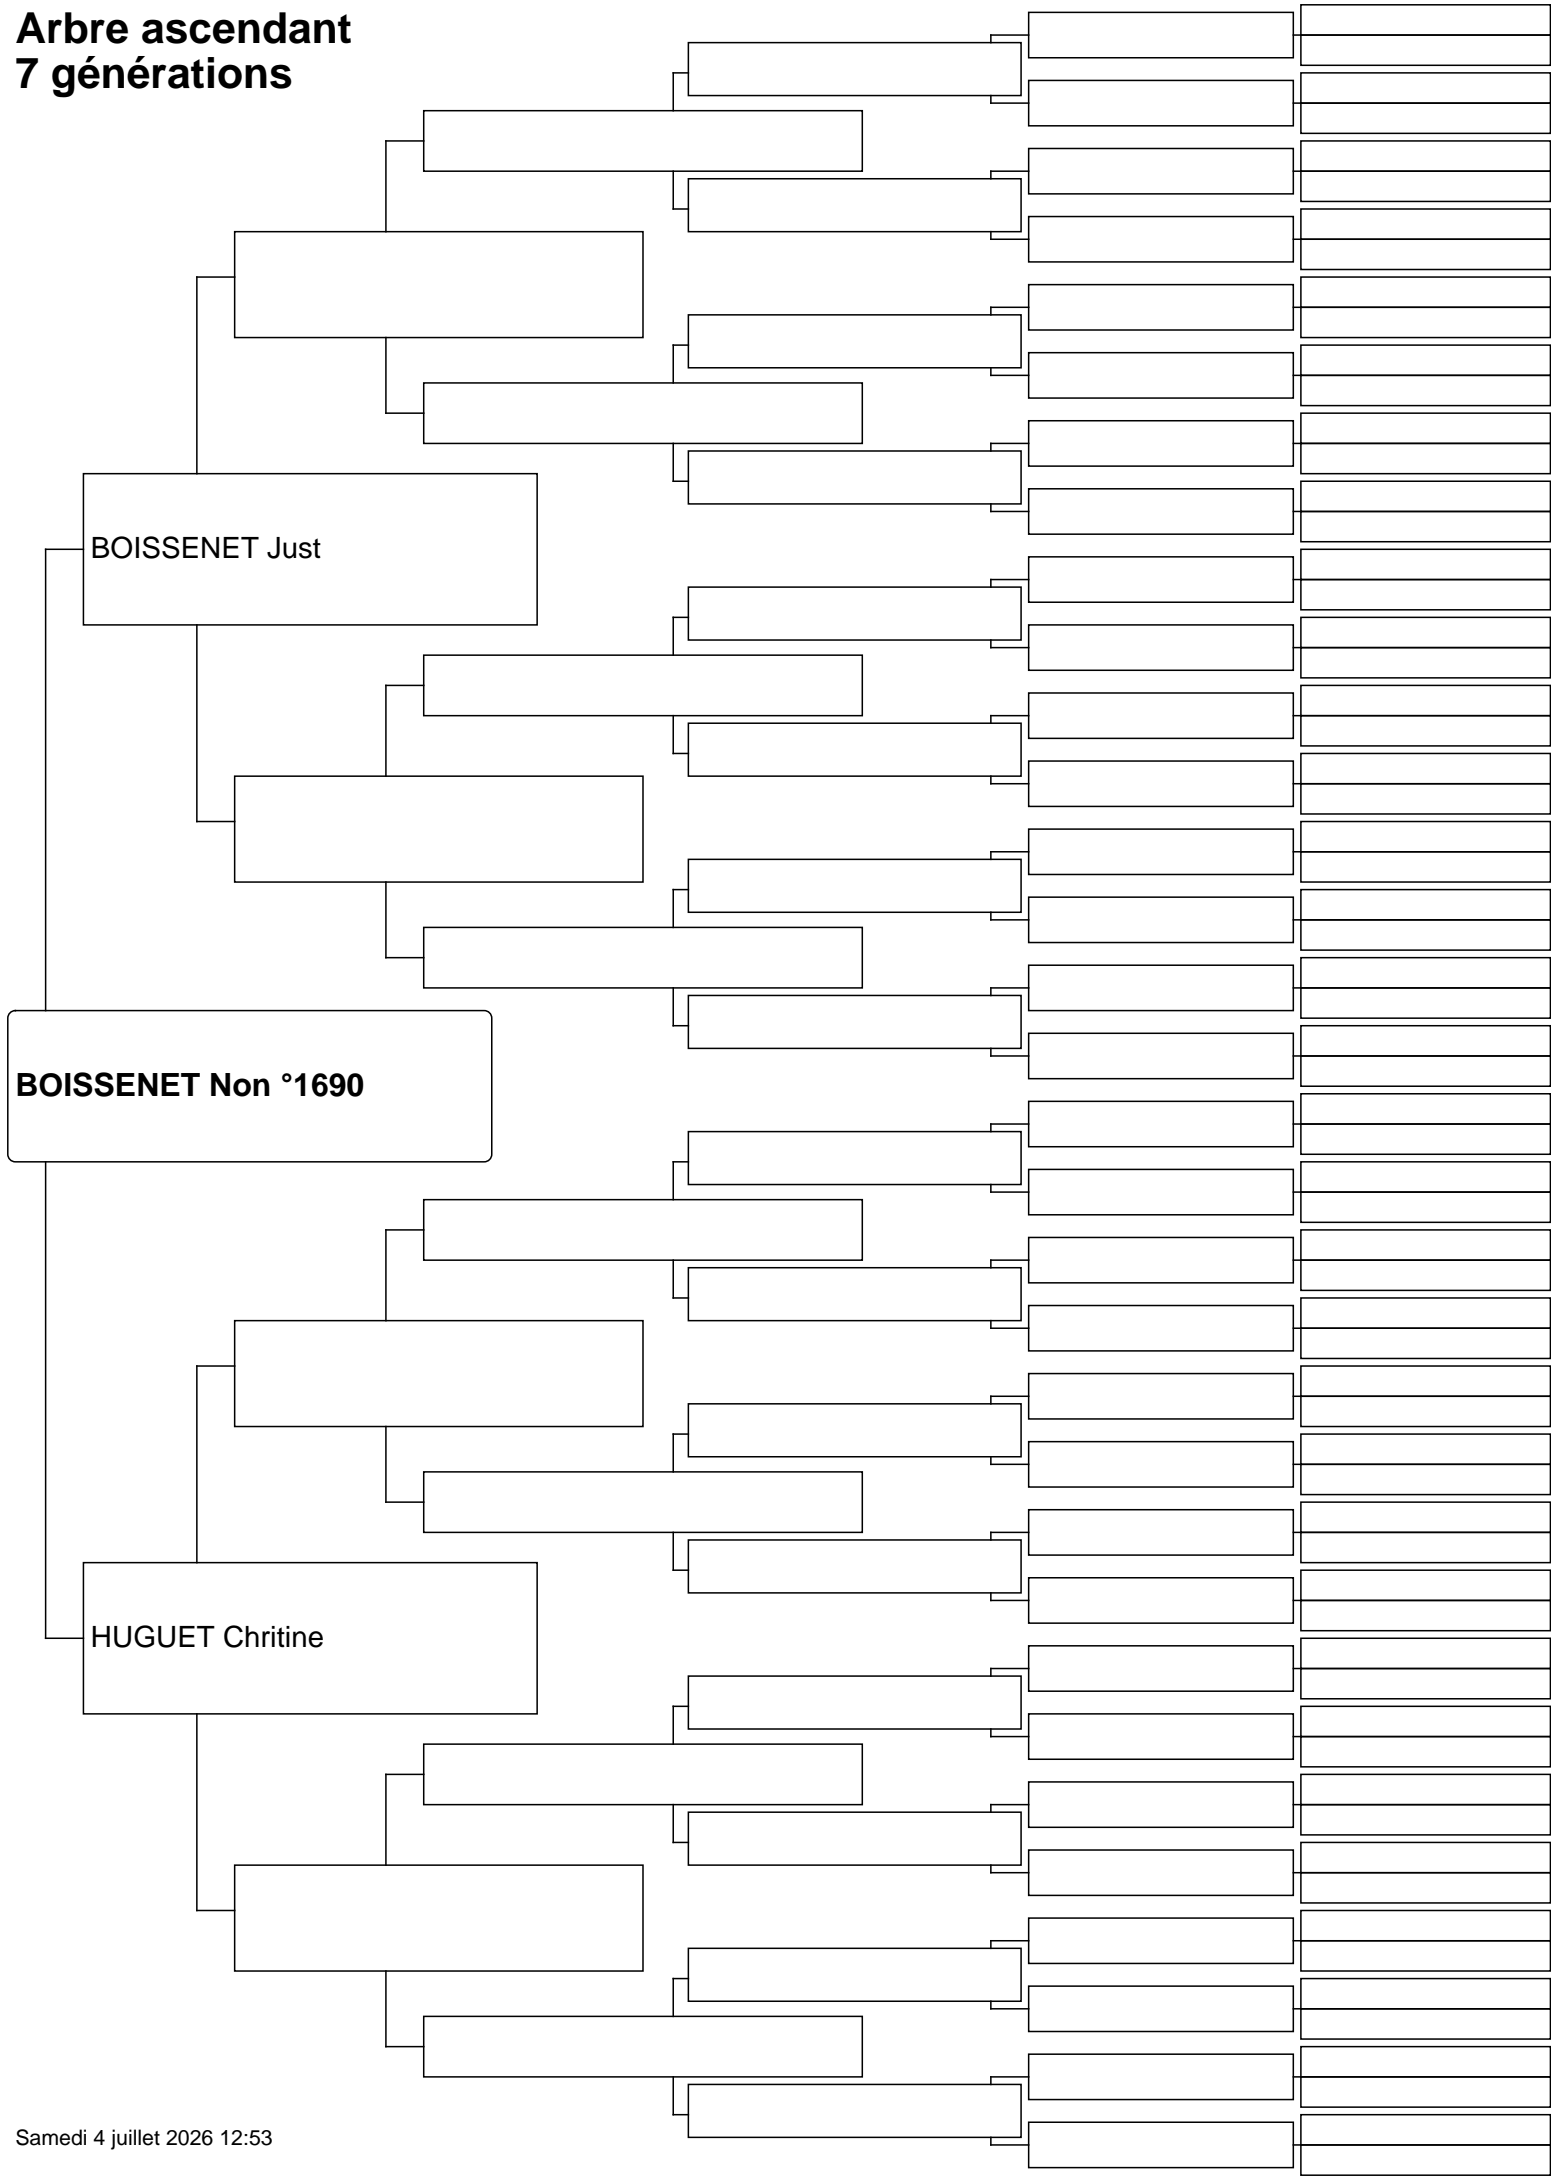 Arbre ascendant
7 générations
BOISSENET Just
BOISSENET Non °1690
HUGUET Chritine
Samedi 4 juillet 2026 12:53